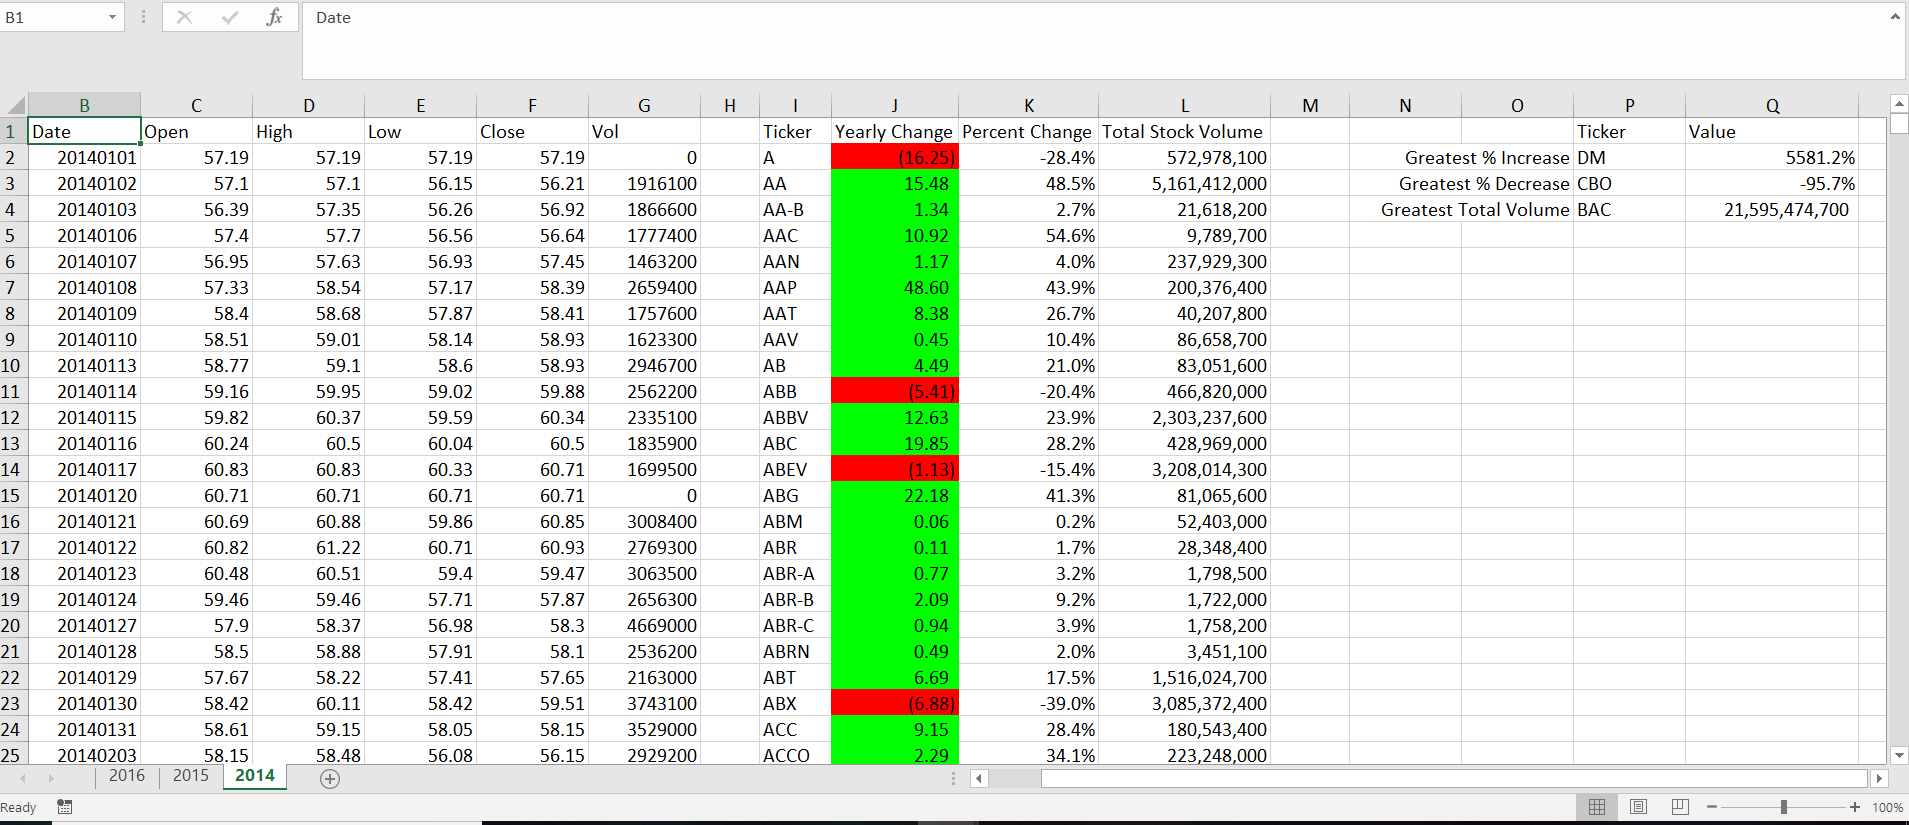 B1 fx Date
B C D E F G H I J K L M N O P Q
1 Date Open High Low Close Vol Ticker Yearly Change Percent Change Total Stock Volume Ticker Value
2 20140101 57.19 57.19 57.19 57.19 0 A (16.25) -28.4% 572,978,100 Greatest % Increase DM 5581.2%
3 20140102 57.1 57.1 56.15 56.21 1916100 AA 15.48 48.5% 5,161,412,000 Greatest % Decrease CBO -95.7%
4 20140103 56.39 57.35 56.26 56.92 1866600 AA-B 1.34 2.7% 21,618,200 Greatest Total Volume BAC 21,595,474,700
5 20140106 57.4 57.7 56.56 56.64 1777400 AAC 10.92 54.6% 9,789,700
6 20140107 56.95 57.63 56.93 57.45 1463200 AAN 1.17 4.0% 237,929,300
7 20140108 57.33 58.54 57.17 58.39 2659400 AAP 48.60 43.9% 200,376,400
8 20140109 58.4 58.68 57.87 58.41 1757600 AAT 8.38 26.7% 40,207,800
9 20140110 58.51 59.01 58.14 58.93 1623300 AAV 0.45 10.4% 86,658,700
10 20140113 58.77 59.1 58.6 58.93 2946700 AB 4.49 21.0% 83,051,600
11 20140114 59.16 59.95 59.02 59.88 2562200 ABB (5.41) -20.4% 466,820,000
12 20140115 59.82 60.37 59.59 60.34 2335100 ABBV 12.63 23.9% 2,303,237,600
13 20140116 60.24 60.5 60.04 60.5 1835900 ABC 19.85 28.2% 428,969,000
14 20140117 60.83 60.83 60.33 60.71 1699500 ABEV (1.13) -15.4% 3,208,014,300
15 20140120 60.71 60.71 60.71 60.71 0 ABG 22.18 41.3% 81,065,600
16 20140121 60.69 60.88 59.86 60.85 3008400 ABM 0.06 0.2% 52,403,000
17 20140122 60.82 61.22 60.71 60.93 2769300 ABR 0.11 1.7% 28,348,400
18 20140123 60.48 60.51 59.4 59.47 3063500 ABR-A 0.77 3.2% 1,798,500
19 20140124 59.46 59.46 57.71 57.87 2656300 ABR-B 2.09 9.2% 1,722,000
20 20140127 57.9 58.37 56.98 58.3 4669000 ABR-C 0.94 3.9% 1,758,200
21 20140128 58.5 58.88 57.91 58.1 2536200 ABRN 0.49 2.0% 3,451,100
22 20140129 57.67 58.22 57.41 57.65 2163000 ABT 6.69 17.5% 1,516,024,700
23 20140130 58.42 60.11 58.42 59.51 3743100 ABX (6.88) -39.0% 3,085,372,400
24 20140131 58.61 59.15 58.05 58.15 3529000 ACC 9.15 28.4% 180,543,400
25 20140203 58.15 58.48 56.08 56.15 2929200 ACCO 2.29 34.1% 223,248,000
2016 2015 2014
Ready 100%